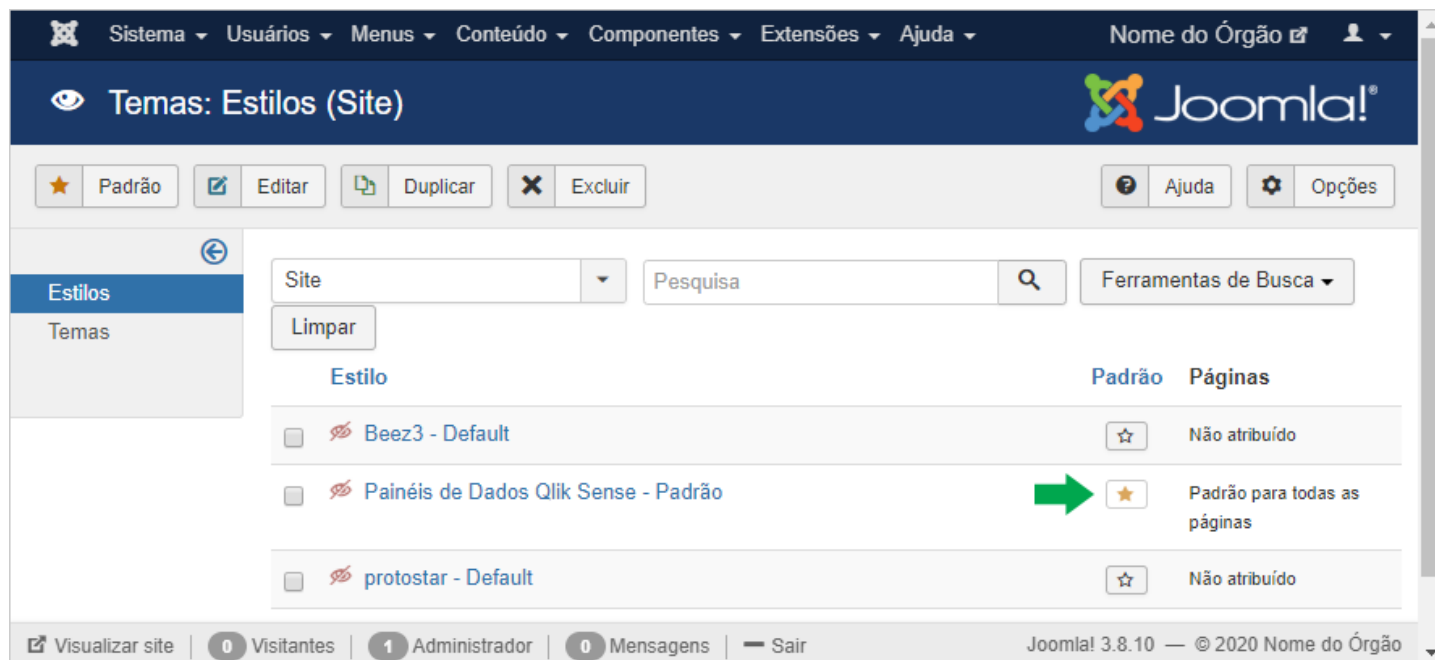 Sistema Usuários Menus Conteúdo Componentes Extensões Ajuda Nome do Órgão
Temas: Estilos (Site) Joomla!®
Padrão Editar Duplicar Excluir Ajuda Opções
Site Pesquisa Ferramentas de Busca
Estilos
Temas
Limpar
Estilo Padrão Páginas
Beez3 - Default Não atribuído
Painéis de Dados Qlik Sense - Padrão Padrão para todas as
páginas
protostar - Default Não atribuído
Visualizar site | 0 Visitantes | 1 Administrador | 0 Mensagens | Sair Joomla! 3.8.10 — © 2020 Nome do Órgão